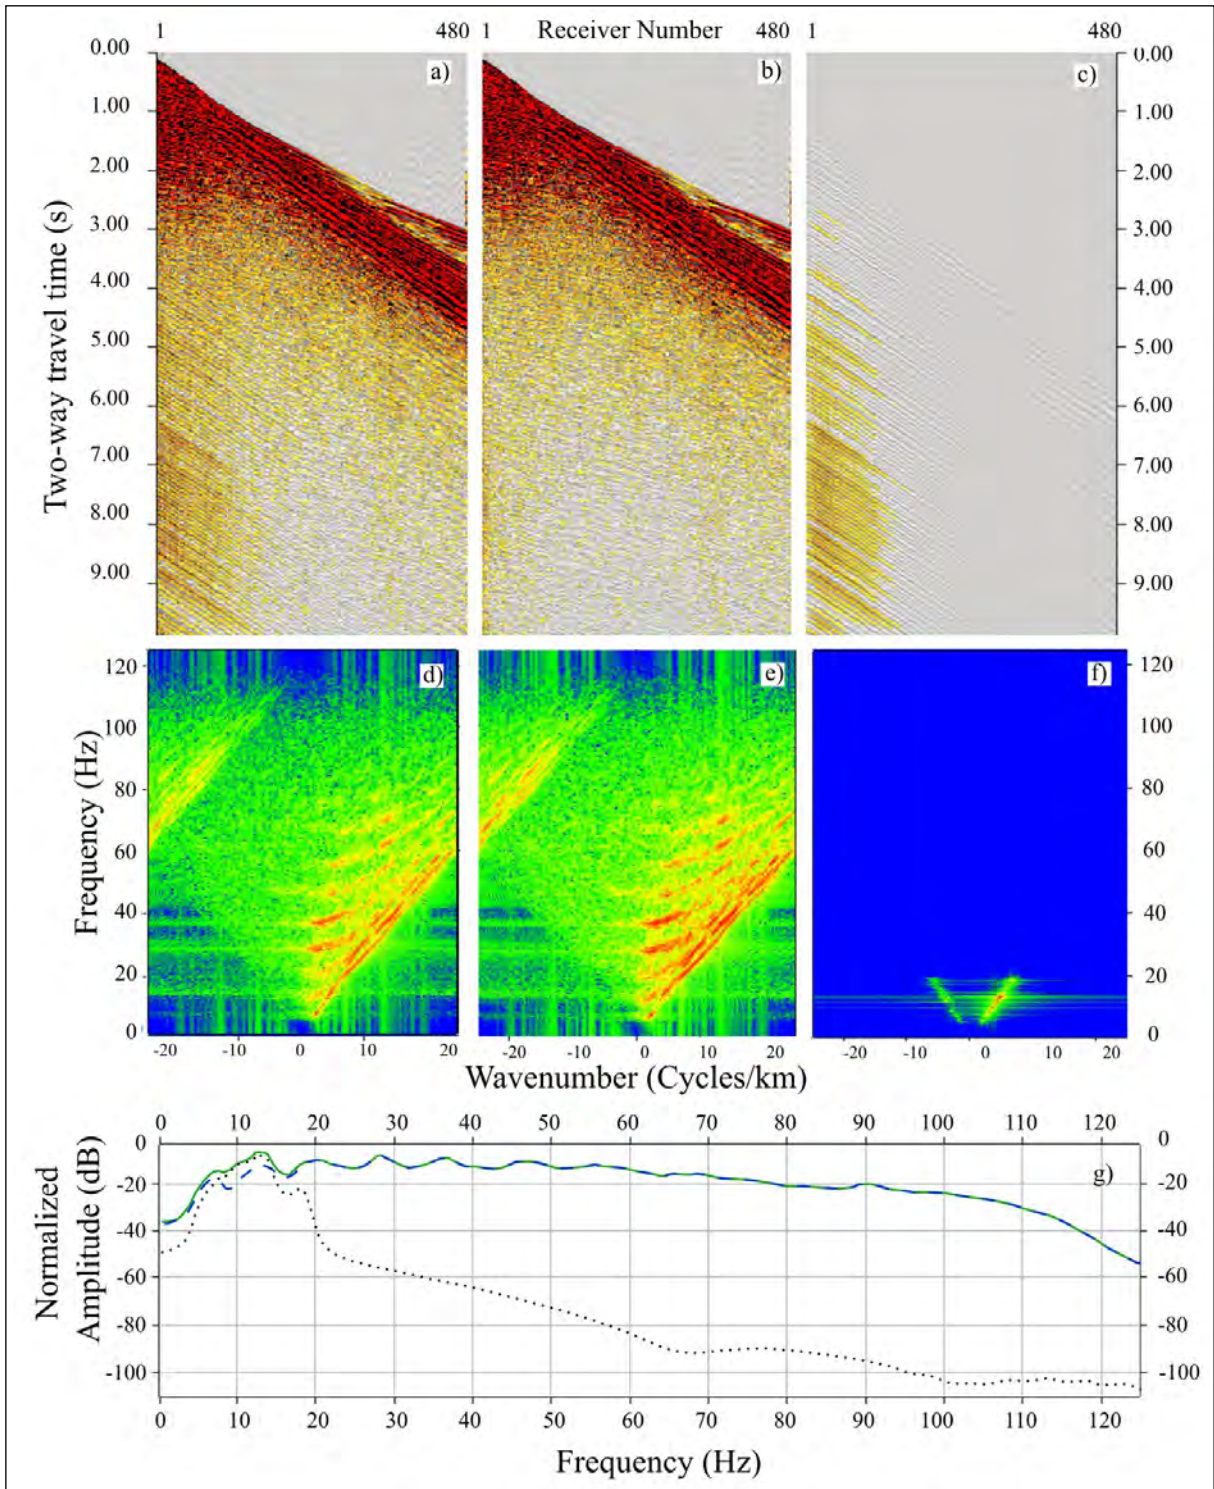 1 480 1 Receiver Number 480 1 480
0.00 a) b) c) 0.00
1.00 1.00
2.00 2.00
3.00 3.00
4.00 4.00
5.00 5.00
6.00 6.00
7.00 7.00
8.00 8.00
9.00 9.00
Two-way travel time (s)
120 d) e) f) 120
100 100
80 80
60 60
40 40
20 20
0 0
Frequency (Hz)
-20 -10 0 10 20 -20 -10 0 10 20 -20 -10 0 10 20
Wavenumber (Cycles/km)
0 10 20 30 40 50 60 70 80 90 100 110 120
0 0
-20 g) -20
-40 -40
-60 -60
-80 -80
-100 -100
Normalized
Amplitude (dB)
0 10 20 30 40 50 60 70 80 90 100 110 120
Frequency (Hz)